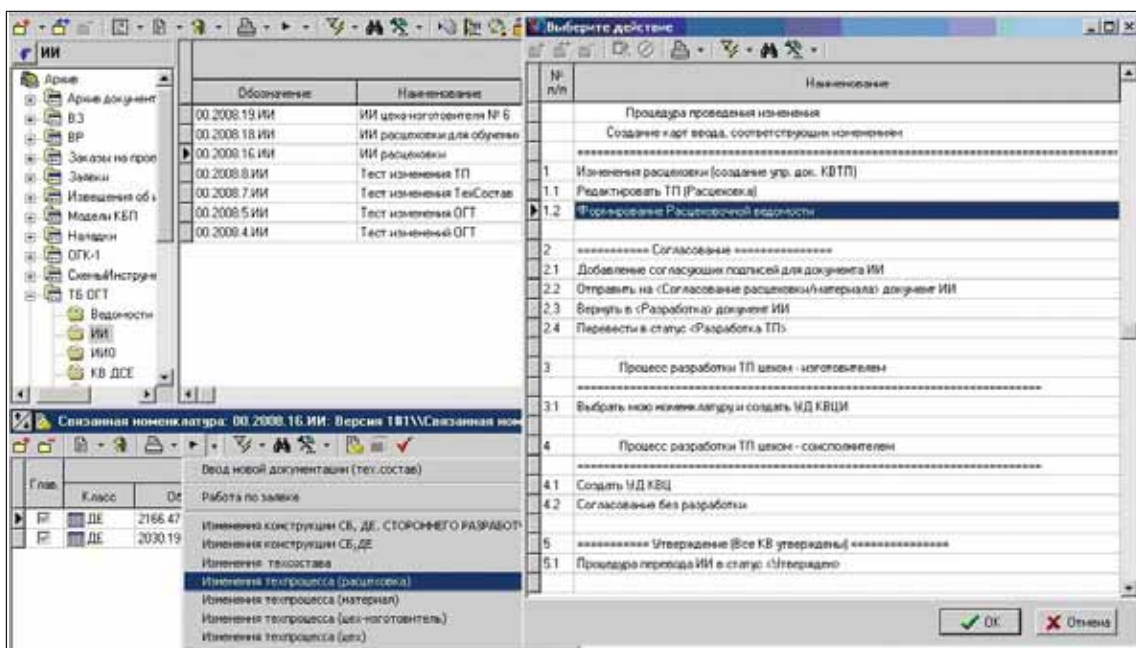 ИИ
Архив
Архив документ
ВЗ
ВР
Заказы на прое
Заявки
Извещения об и
Модели КБП
Наладки
ОГК-1
СхемыИнструме
ТБ ОГТ
Ведомости
ИИ
ИИО
КВ ДСЕ
Обозначение Наименование
00.2008.19.ИИ ИИ цеха-изготовителя № 6
00.2008.18.ИИ ИИ расцеховки для обучения
00.2008.16.ИИ ИИ расцеховки
00.2008.8.ИИ Тест изменения ТП
00.2008.7.ИИ Тест изменения ТехСостав
00.2008.5.ИИ Тест изменений ОГТ
00.2008.4.ИИ Тест изменений ОГТ
Связанная номенклатура: 00.2008.16.ИИ: Версия 1@1\\Связанная ном
Глав. Класс Об
ДЕ 2166.47
ДЕ 2030.19
Ввод новой документации (тех.состав)
Работа по заявке
Изменения конструкции СБ, ДЕ. СТОРОННЕГО РАЗРАБОТ
Изменения конструкции СБ,ДЕ
Изменения техсостава
Изменения техпроцесса (расцеховка)
Изменения техпроцесса (материал)
Изменения техпроцесса (цех-изготовитель)
Изменения техпроцесса (цех)
Выберите действие
№ п/п Наименование
Процедура проведения изменения
Создание карт ввода, соответствующих изменениям
1 Изменения расцеховки (создание упр. док. КВТП)
1.1 Редактировать ТП (Расцеховка)
1.2 Формирование Расцеховочной ведомости
2 =========== Согласование ===============
2.1 Добавление согласующих подписей для документа ИИ
2.2 Отправить на <Согласование расцеховки/материала> документ ИИ
2.3 Вернуть в <Разработка> документ ИИ
2.4 Перевести в статус <Разработка ТП>
3 Процесс разработки ТП цехом - изготовителем
3.1 Выбрать мою номенклатуру и создать УД КВЦИ
4 Процесс разработки ТП цехом - соисполнителем
4.1 Создать УД КВЦ
4.2 Согласование без разработки
5 =========== Утверждение (Все КВ утверждены) ===============
5.1 Процедура перевода ИИ в статус <Утверждено>
OK
Отмена